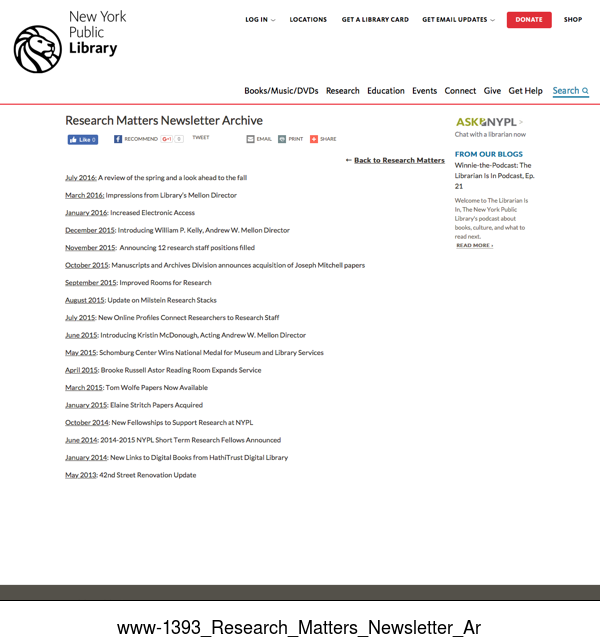 New York
Public
Library
LOG IN
LOCATIONS
GET A LIBRARY CARD
GET EMAIL UPDATES
DONATE
SHOP
Books/Music/DVDs Research Education Events Connect Give Get Help Search
Research Matters Newsletter Archive
Like 0
RECOMMEND
G+1 0
TWEET
EMAIL
PRINT
SHARE
← Back to Research Matters
July 2016: A review of the spring and a look ahead to the fall
March 2016: Impressions from Library's Mellon Director
January 2016: Increased Electronic Access
December 2015: Introducing William P. Kelly, Andrew W. Mellon Director
November 2015: Announcing 12 research staff positions filled
October 2015: Manuscripts and Archives Division announces acquisition of Joseph Mitchell papers
September 2015: Improved Rooms for Research
August 2015: Update on Milstein Research Stacks
July 2015: New Online Profiles Connect Researchers to Research Staff
June 2015: Introducing Kristin McDonough, Acting Andrew W. Mellon Director
May 2015: Schomburg Center Wins National Medal for Museum and Library Services
April 2015: Brooke Russell Astor Reading Room Expands Service
March 2015: Tom Wolfe Papers Now Available
January 2015: Elaine Stritch Papers Acquired
October 2014: New Fellowships to Support Research at NYPL
June 2014: 2014-2015 NYPL Short Term Research Fellows Announced
January 2014: New Links to Digital Books from HathiTrust Digital Library
May 2013: 42nd Street Renovation Update
ASK NYPL >
Chat with a librarian now
FROM OUR BLOGS
Winnie-the-Podcast: The
Librarian Is In Podcast, Ep.
21
Welcome to The Librarian Is
In, The New York Public
Library's podcast about
books, culture, and what to
read next.
READ MORE ›
www-1393_Research_Matters_Newsletter_Ar